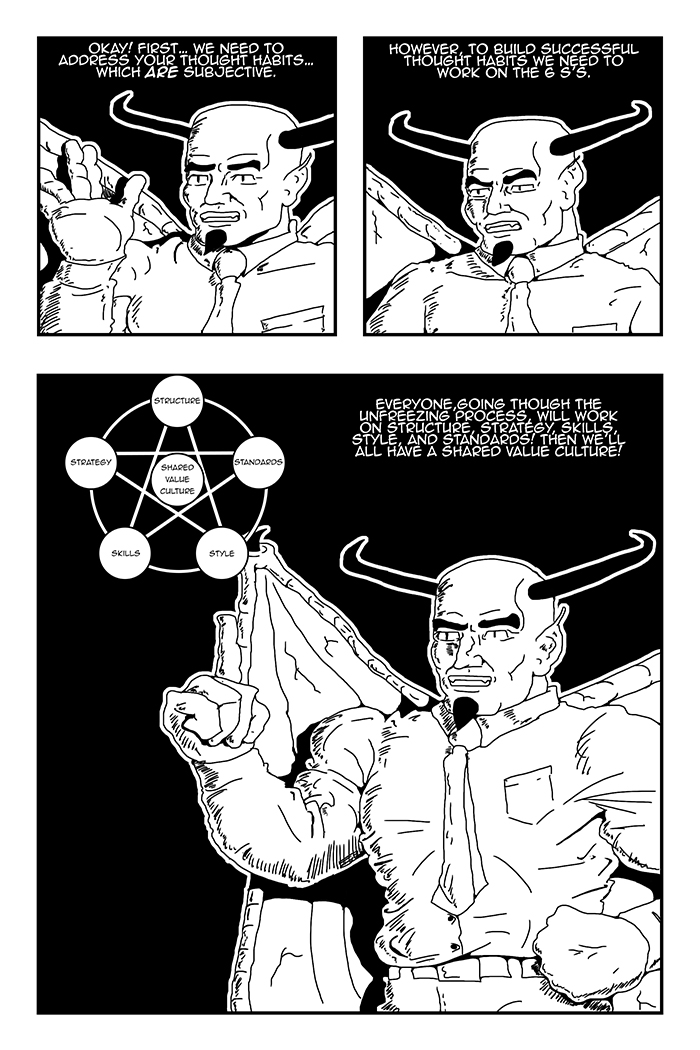 OKAY! FIRST... WE NEED TO
ADDRESS YOUR THOUGHT HABITS...
WHICH ARE SUBJECTIVE.
HOWEVER, TO BUILD SUCCESSFUL
THOUGHT HABITS WE NEED TO
WORK ON THE 6 S'S.
STRUCTURE
STRATEGY
SHARED
VALUE
CULTURE
STANDARDS
SKILLS
STYLE
EVERYONE,GOING THOUGH THE
UNFREEZING PROCESS, WILL WORK
ON STRUCTURE, STRATEGY, SKILLS,
STYLE, AND STANDARDS! THEN WE'LL
ALL HAVE A SHARED VALUE CULTURE!